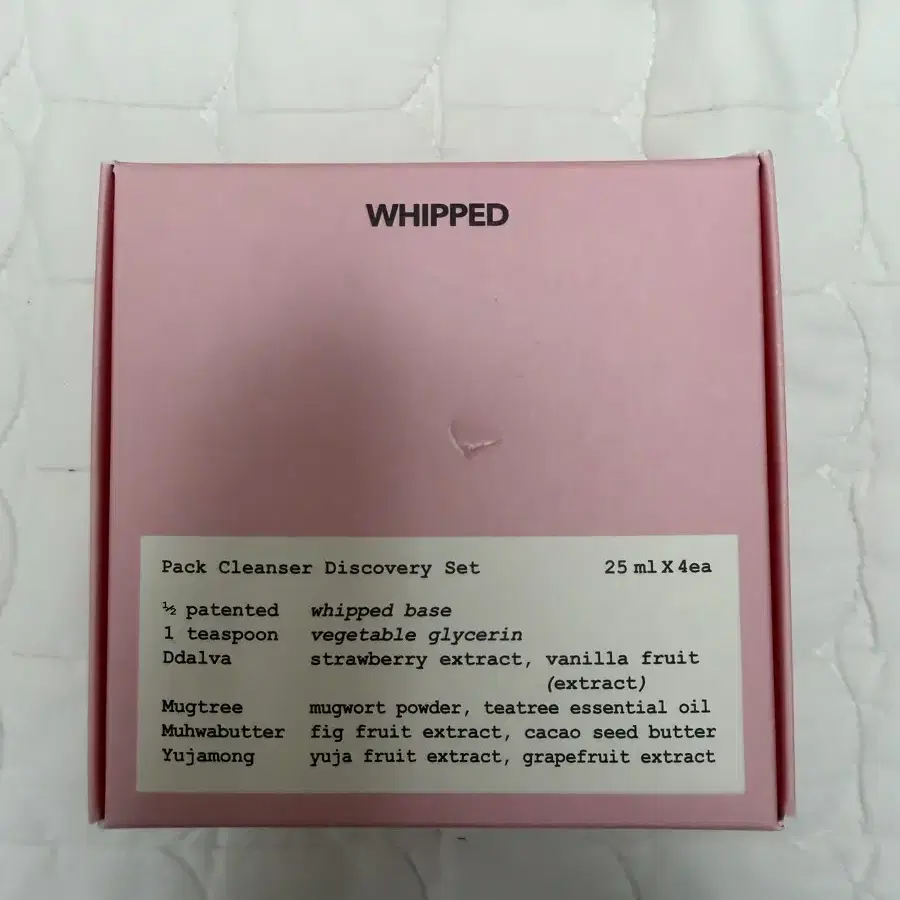 WHIPPED
Pack Cleanser Discovery Set 25 ml X 4ea
½ patented whipped base
1 teaspoon vegetable glycerin
Ddalva strawberry extract, vanilla fruit
(extract)
Mugtree mugwort powder, teatree essential oil
Muhwabutter fig fruit extract, cacao seed butter
Yujamong yuja fruit extract, grapefruit extract